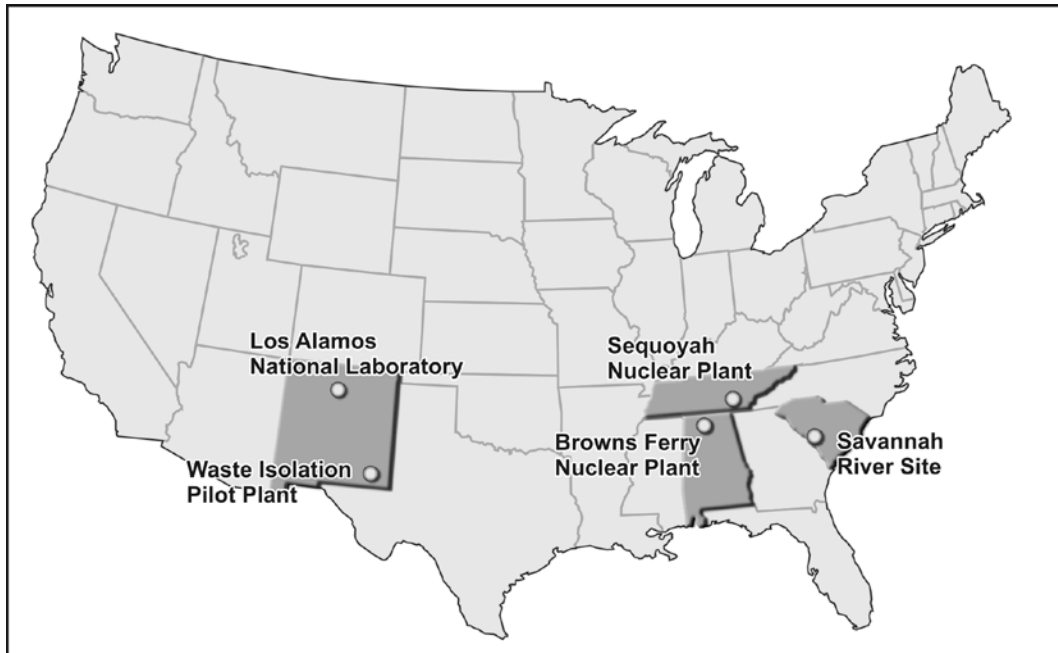 Los Alamos
National Laboratory
Sequoyah
Nuclear Plant
Waste Isolation
Pilot Plant
Browns Ferry
Nuclear Plant
Savannah
River Site